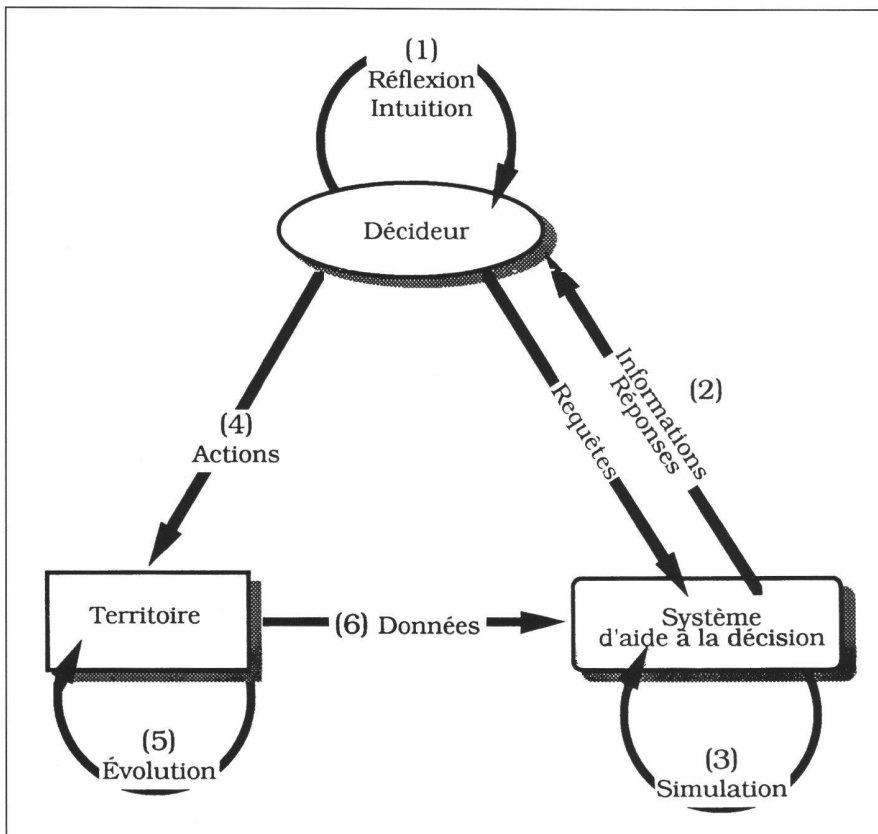 (1)
Réflexion
Intuition
Décideur
(4)
Actions
Requêtes
Informations
Réponses
(2)
Territoire
(6) Données
Système
d'aide à la décision
(5)
Évolution
(3)
Simulation